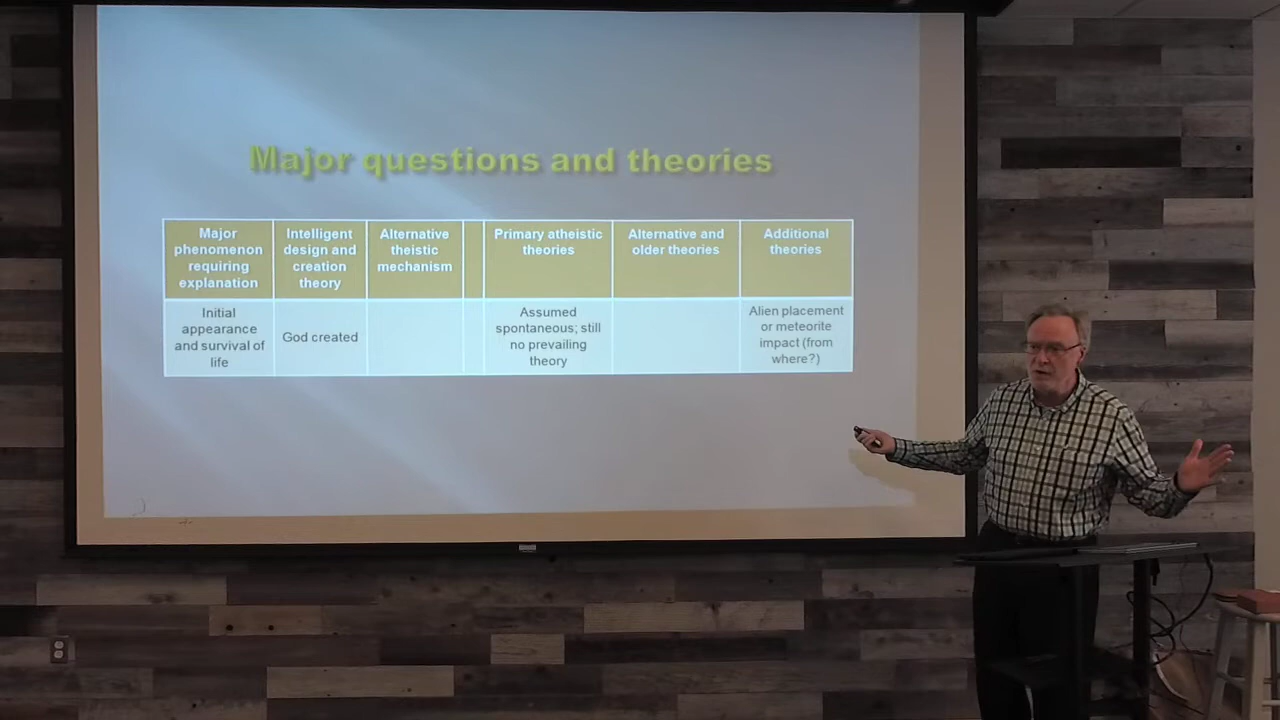 Major questions and theories
Major
phenomenon
requiring
explanation
Intelligent
design and
creation
theory
Alternative
theistic
mechanism
Primary atheistic
theories
Alternative and
older theories
Additional
theories
Initial
appearance
and survival of
life
God created
Assumed
spontaneous; still
no prevailing
theory
Alien placement
or meteorite
impact (from
where?)